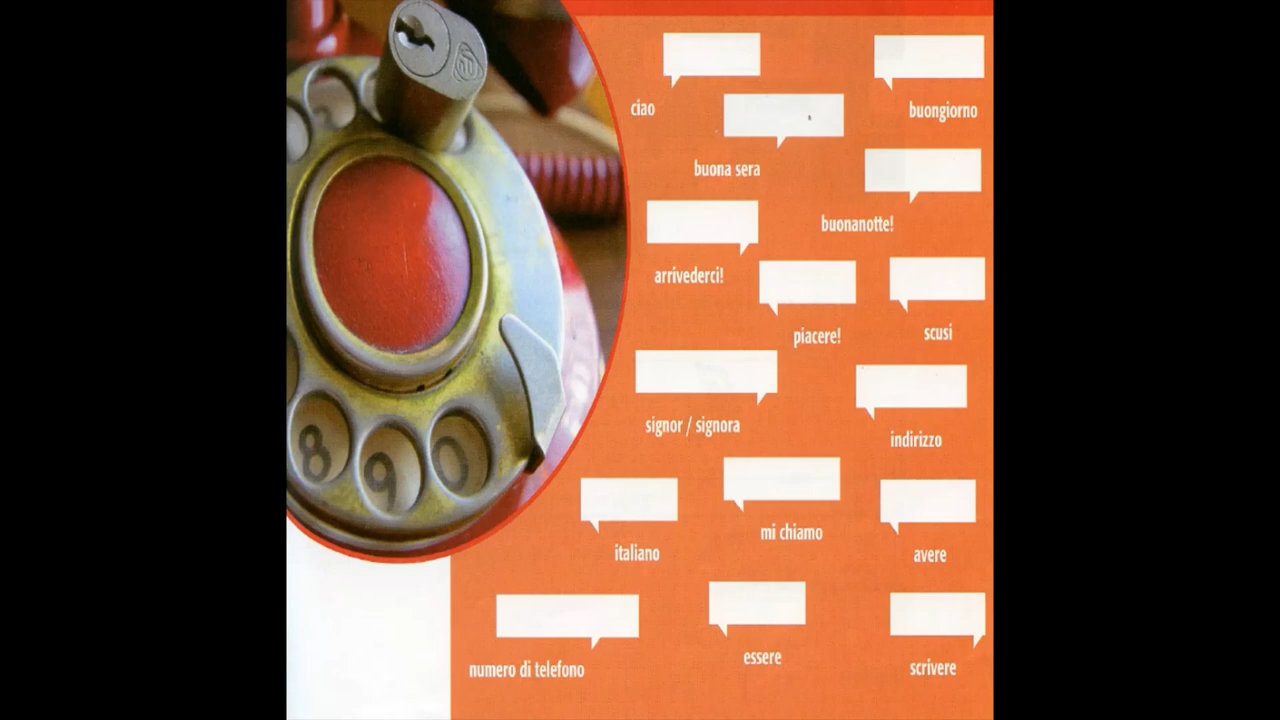 ciao
buongiorno
buona sera
buonanotte!
arrivederci!
piacere!
scusi
signor / signora
indirizzo
italiano
mi chiamo
avere
numero di telefono
essere
scrivere
8
9
0